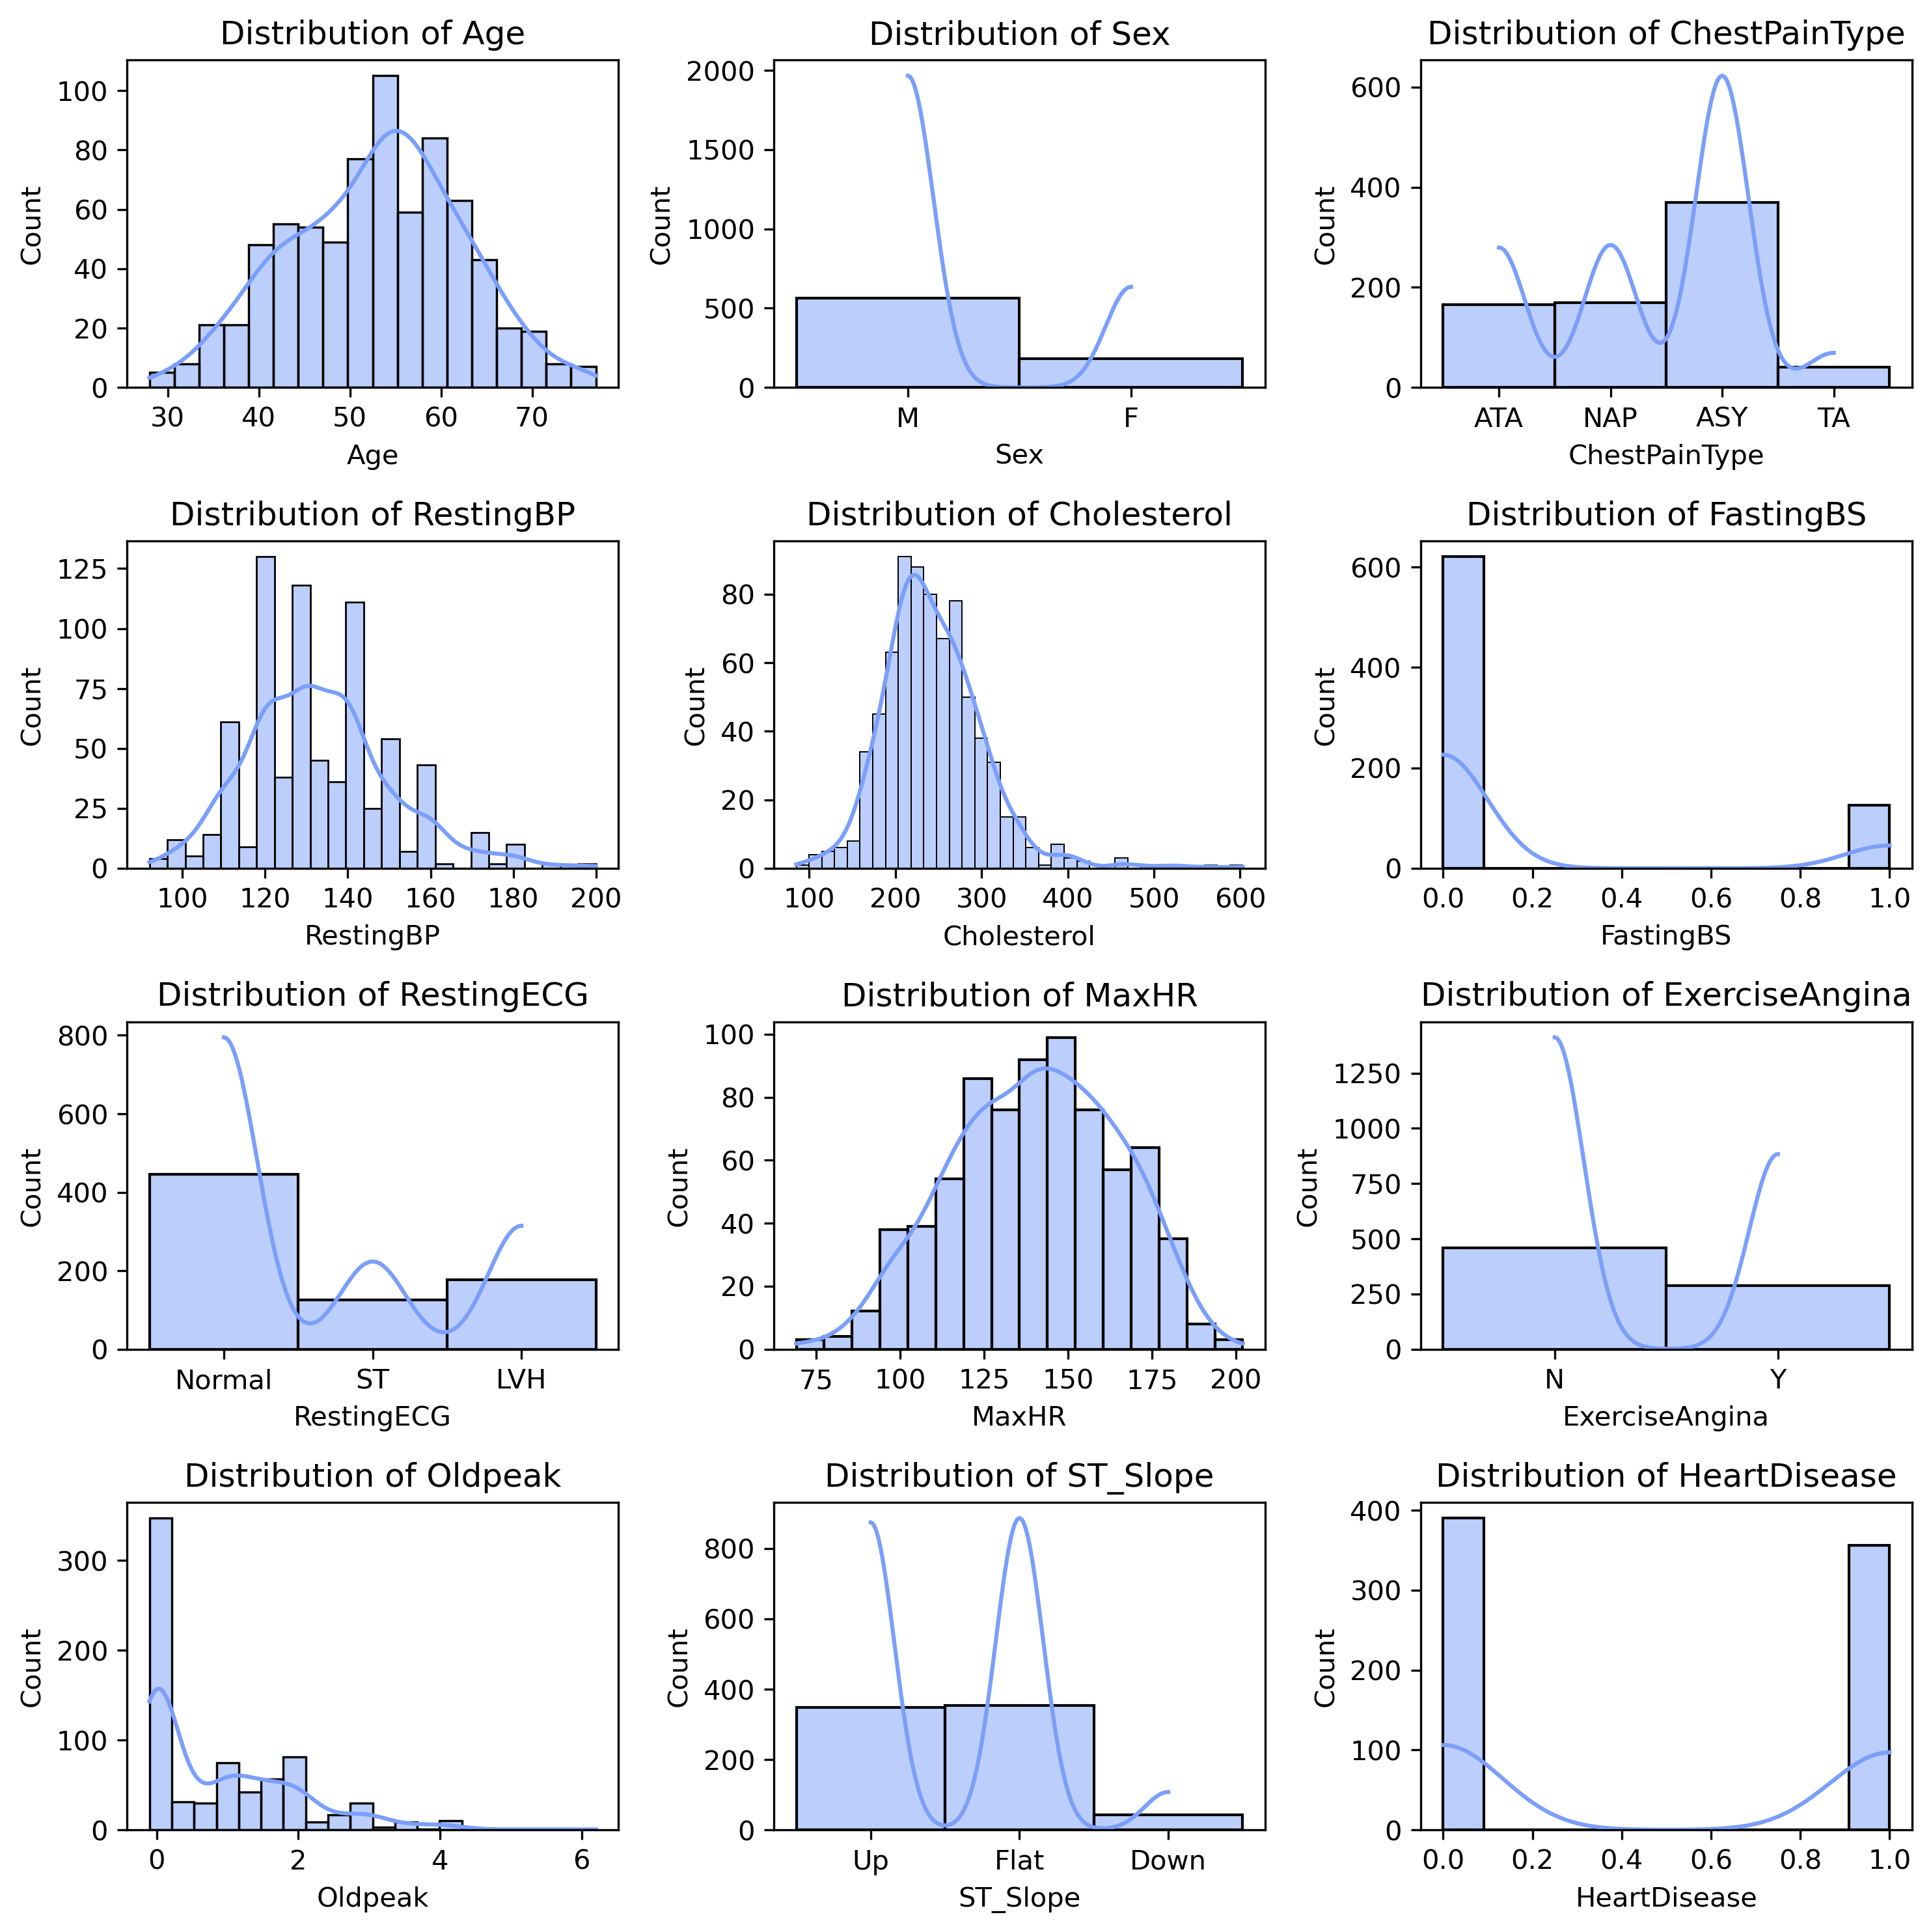 Distribution of Age
Count
100
80
60
40
20
0
30 40 50 60 70
Age
Distribution of Sex
Count
2000
1500
1000
500
0
M F
Sex
Distribution of ChestPainType
Count
600
400
200
0
ATA NAP ASY TA
ChestPainType
Distribution of RestingBP
Count
125
100
75
50
25
0
100 120 140 160 180 200
RestingBP
Distribution of Cholesterol
Count
80
60
40
20
0
100 200 300 400 500 600
Cholesterol
Distribution of FastingBS
Count
600
400
200
0
0.0 0.2 0.4 0.6 0.8 1.0
FastingBS
Distribution of RestingECG
Count
800
600
400
200
0
Normal ST LVH
RestingECG
Distribution of MaxHR
Count
100
80
60
40
20
0
75 100 125 150 175 200
MaxHR
Distribution of ExerciseAngina
Count
1250
1000
750
500
250
0
N Y
ExerciseAngina
Distribution of Oldpeak
Count
300
200
100
0
0 2 4 6
Oldpeak
Distribution of ST_Slope
Count
800
600
400
200
0
Up Flat Down
ST_Slope
Distribution of HeartDisease
Count
400
300
200
100
0
0.0 0.2 0.4 0.6 0.8 1.0
HeartDisease